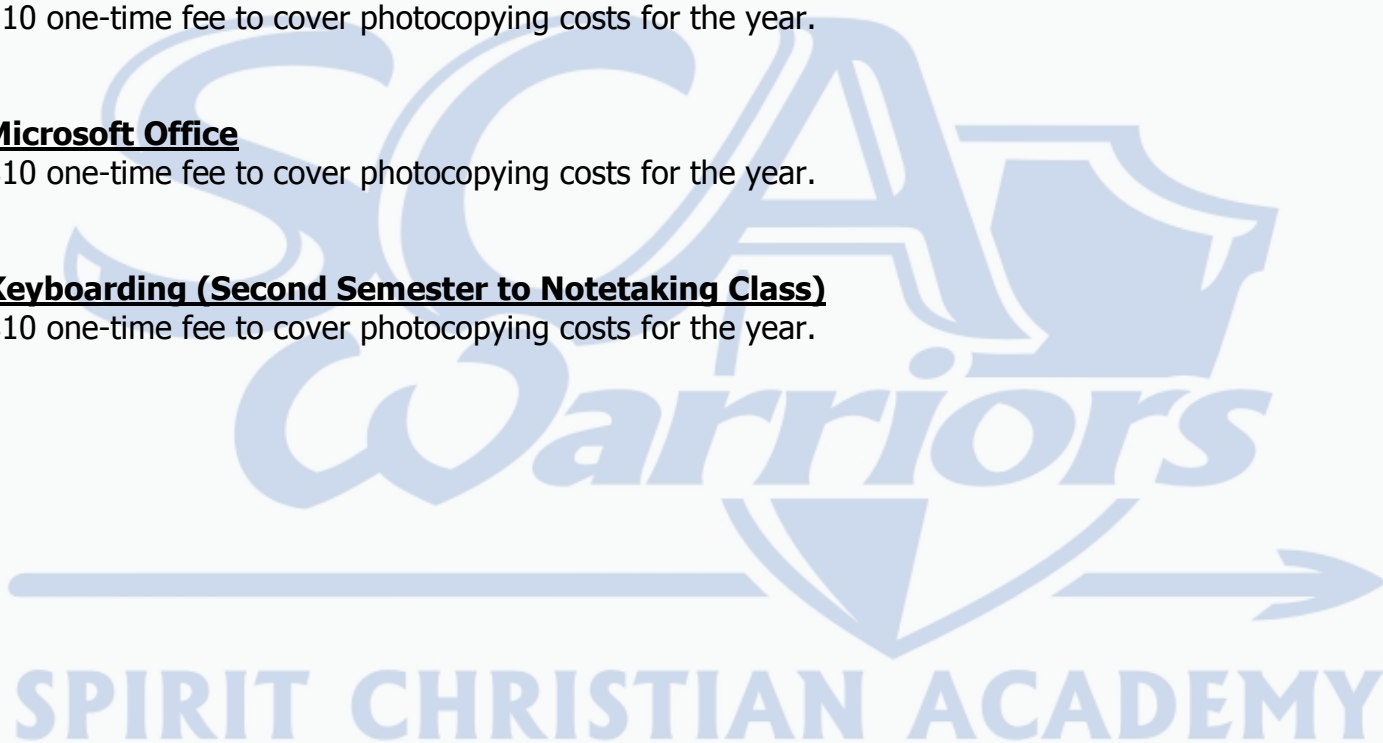 10 one-time fee to cover photocopying costs for the year.
Microsoft Office
10 one-time fee to cover photocopying costs for the year.
Keyboarding (Second Semester to Notetaking Class)
10 one-time fee to cover photocopying costs for the year.
SCA
Warriors
SPIRIT CHRISTIAN ACADEMY